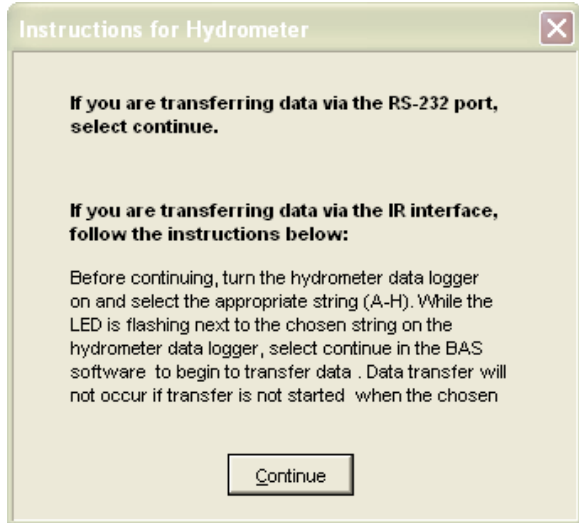 Instructions for Hydrometer
If you are transferring data via the RS-232 port,
select continue.
If you are transferring data via the IR interface,
follow the instructions below:
Before continuing, turn the hydrometer data logger
on and select the appropriate string (A-H). While the
LED is flashing next to the chosen string on the
hydrometer data logger, select continue in the BAS
software  to begin to transfer data . Data transfer will
not occur if transfer is not started  when the chosen
Continue